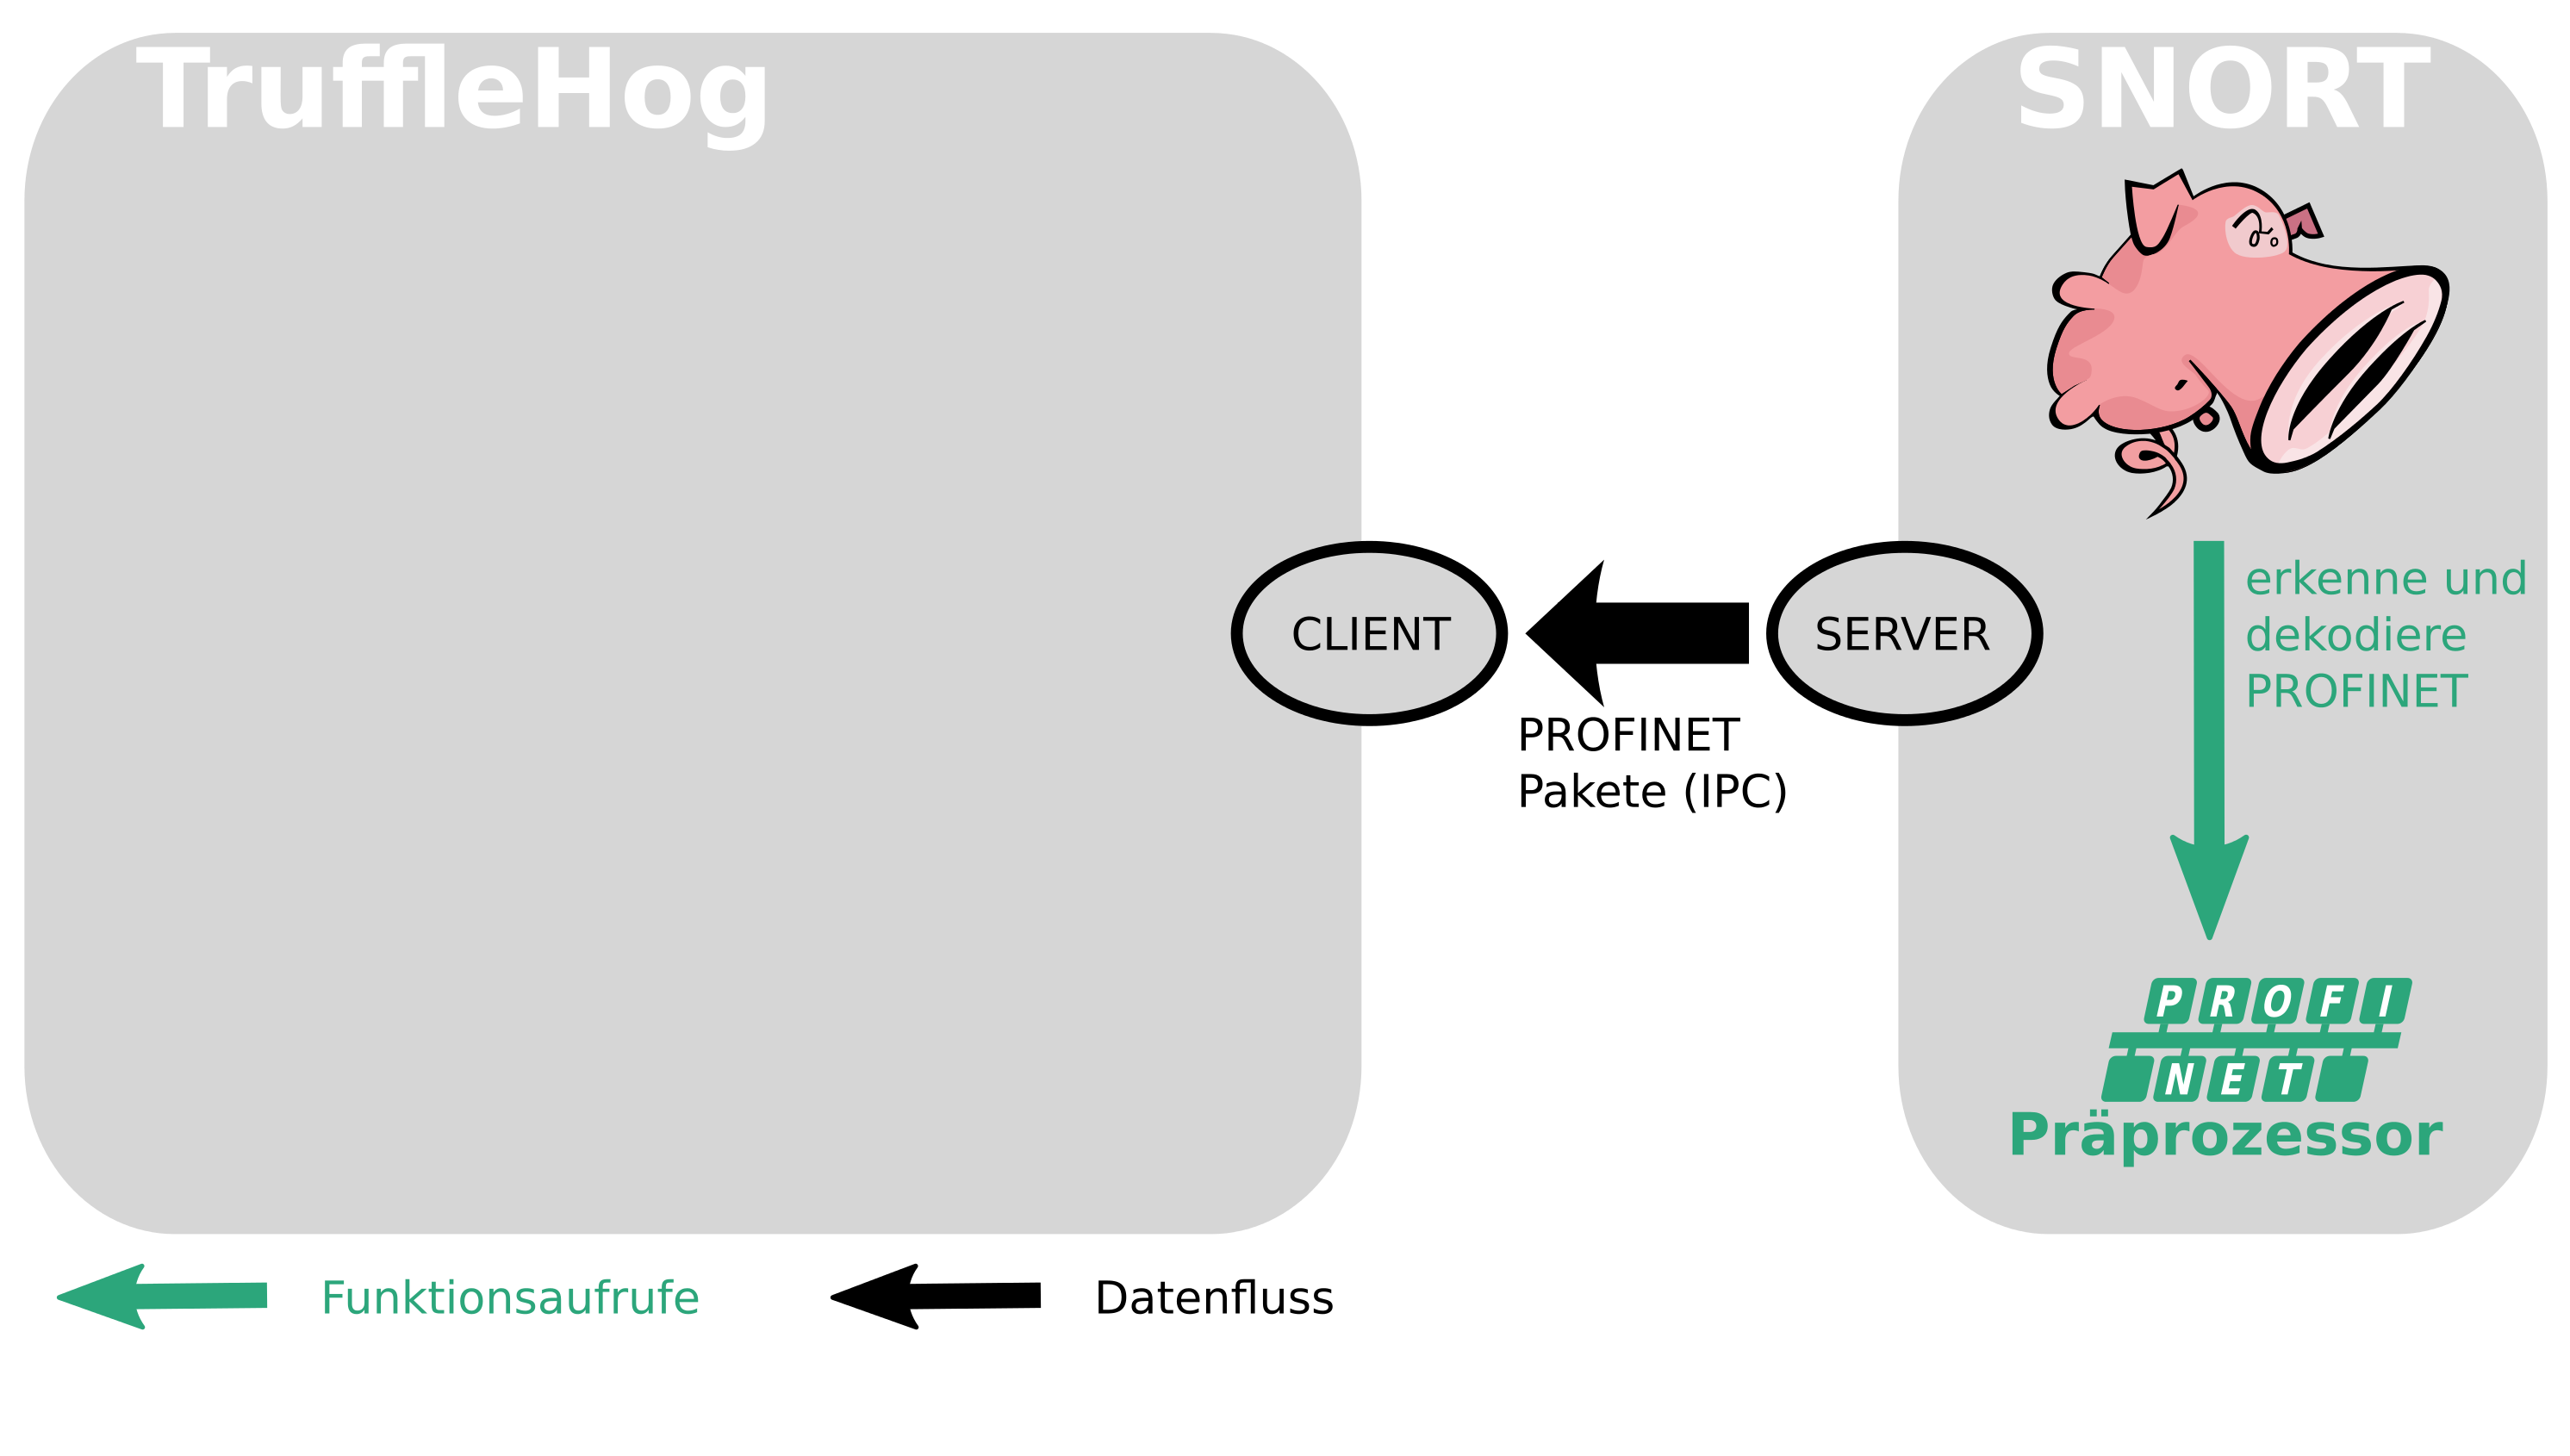 TruffleHog
SNORT
CLIENT
SERVER
PROFINET
Pakete (IPC)
erkenne und
dekodiere
PROFINET
PROFI
NET
Präprozessor
Funktionsaufrufe
Datenfluss